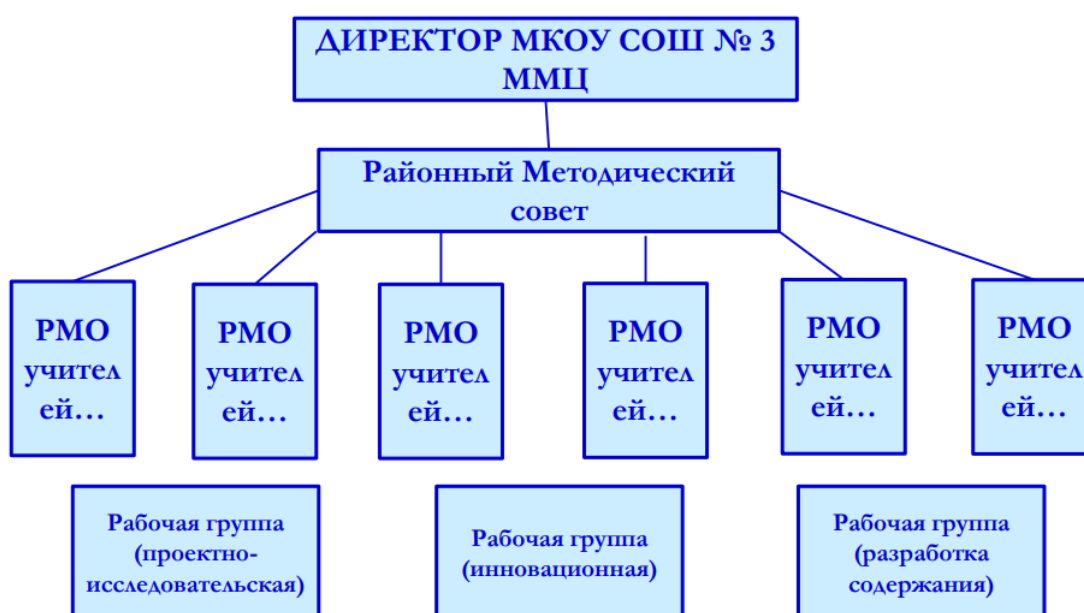 ДИРЕКТОР МКОУ СОШ № 3
ММЦ
Районный Методический
совет
РМО
учител
ей…
РМО
учител
ей…
РМО
учител
ей…
РМО
учител
ей…
РМО
учител
ей…
РМО
учител
ей…
Рабочая группа
(проектно-
исследовательская)
Рабочая группа
(инновационная)
Рабочая группа
(разработка
содержания)